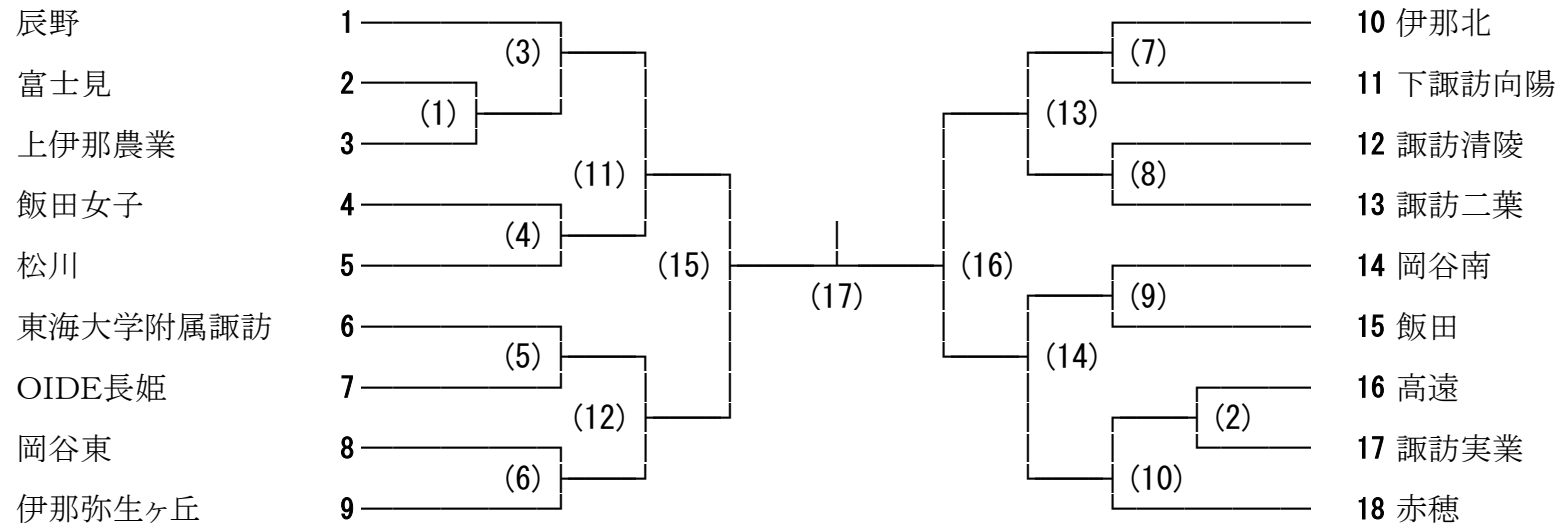 辰野 1
富士見 2
上伊那農業 3
飯田女子 4
松川 5
東海大学附属諏訪 6
OIDE長姫 7
岡谷東 8
伊那弥生ヶ丘 9
(3)
(1)
(11)
(4)
(15)
(5)
(12)
(6)
(17)
(7)
(13)
(8)
(16)
(9)
(14)
(2)
(10)
10 伊那北
11 下諏訪向陽
12 諏訪清陵
13 諏訪二葉
14 岡谷南
15 飯田
16 高遠
17 諏訪実業
18 赤穂